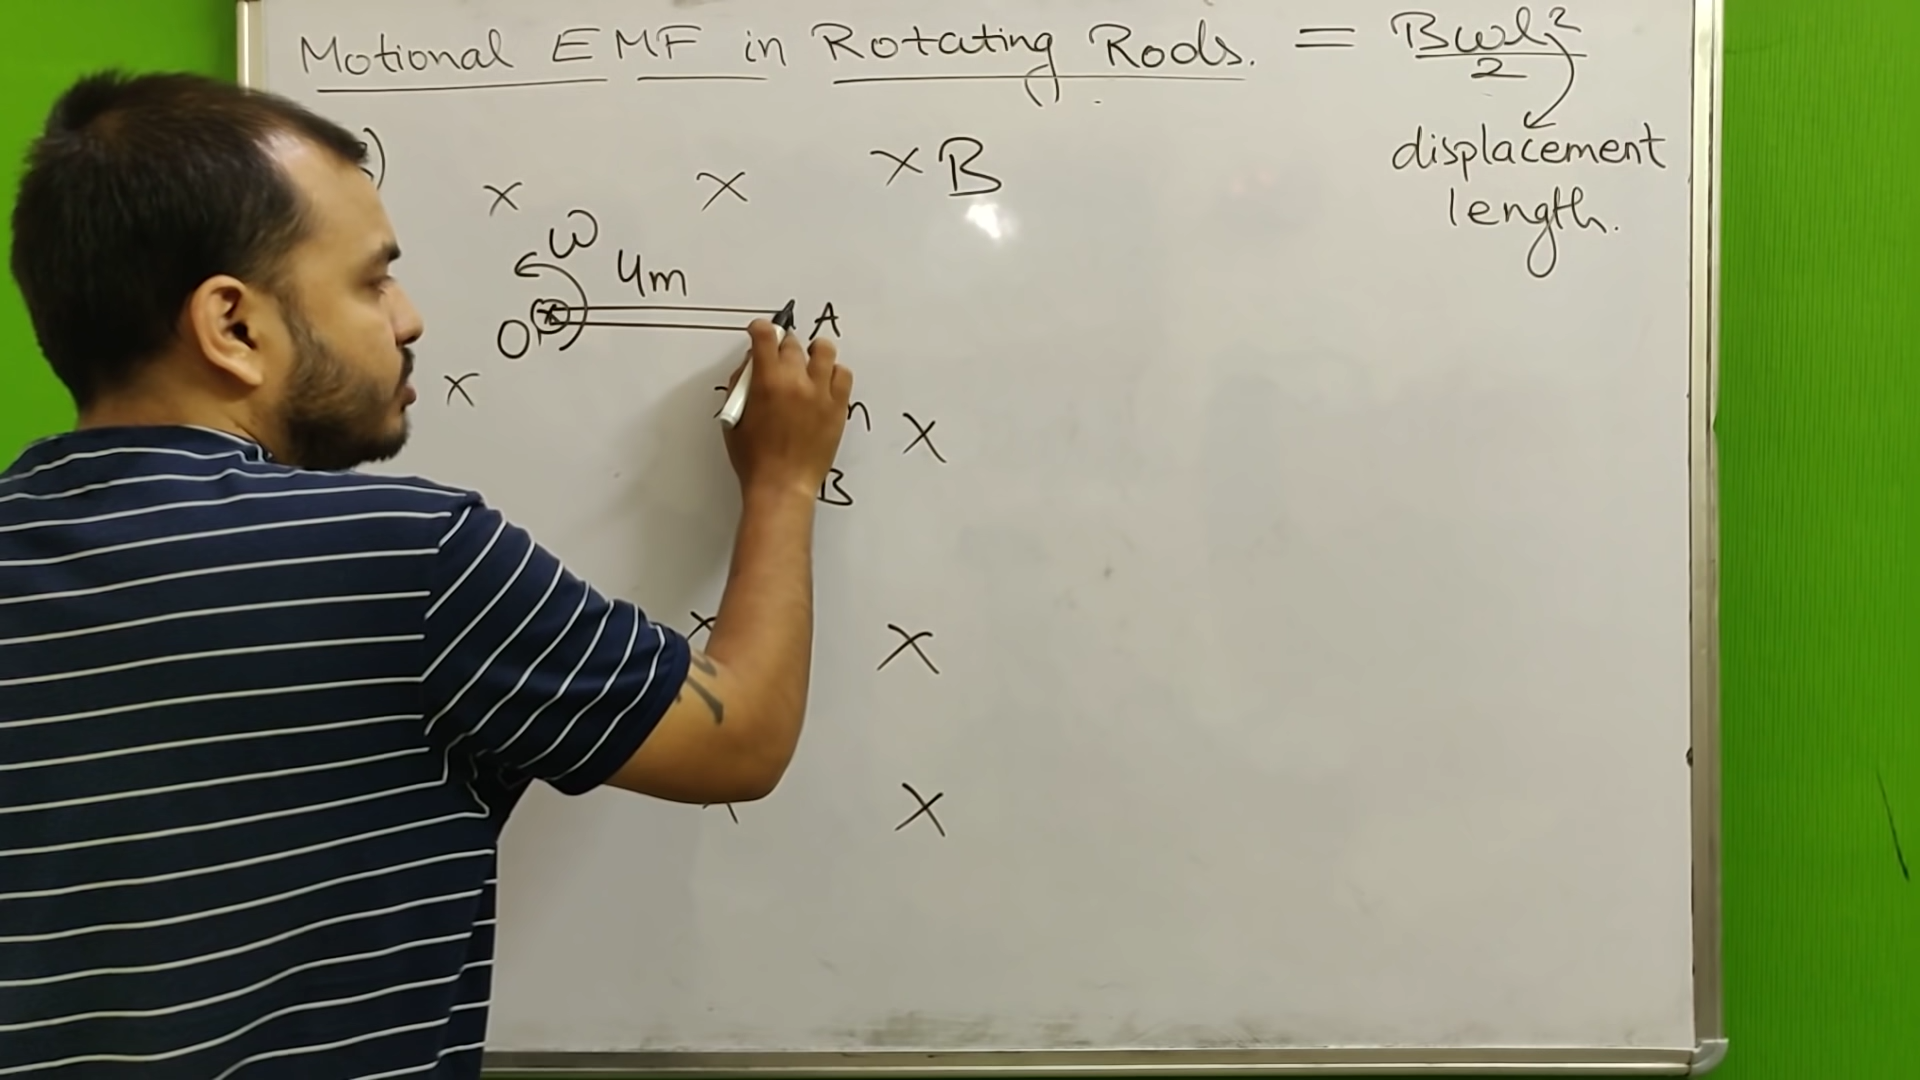 Motional EMF in Rotating Rods. = Bωl²/2
displacement
length.
)
× × × B
ω
4m
O × A
×
m ×
B
× ×
×